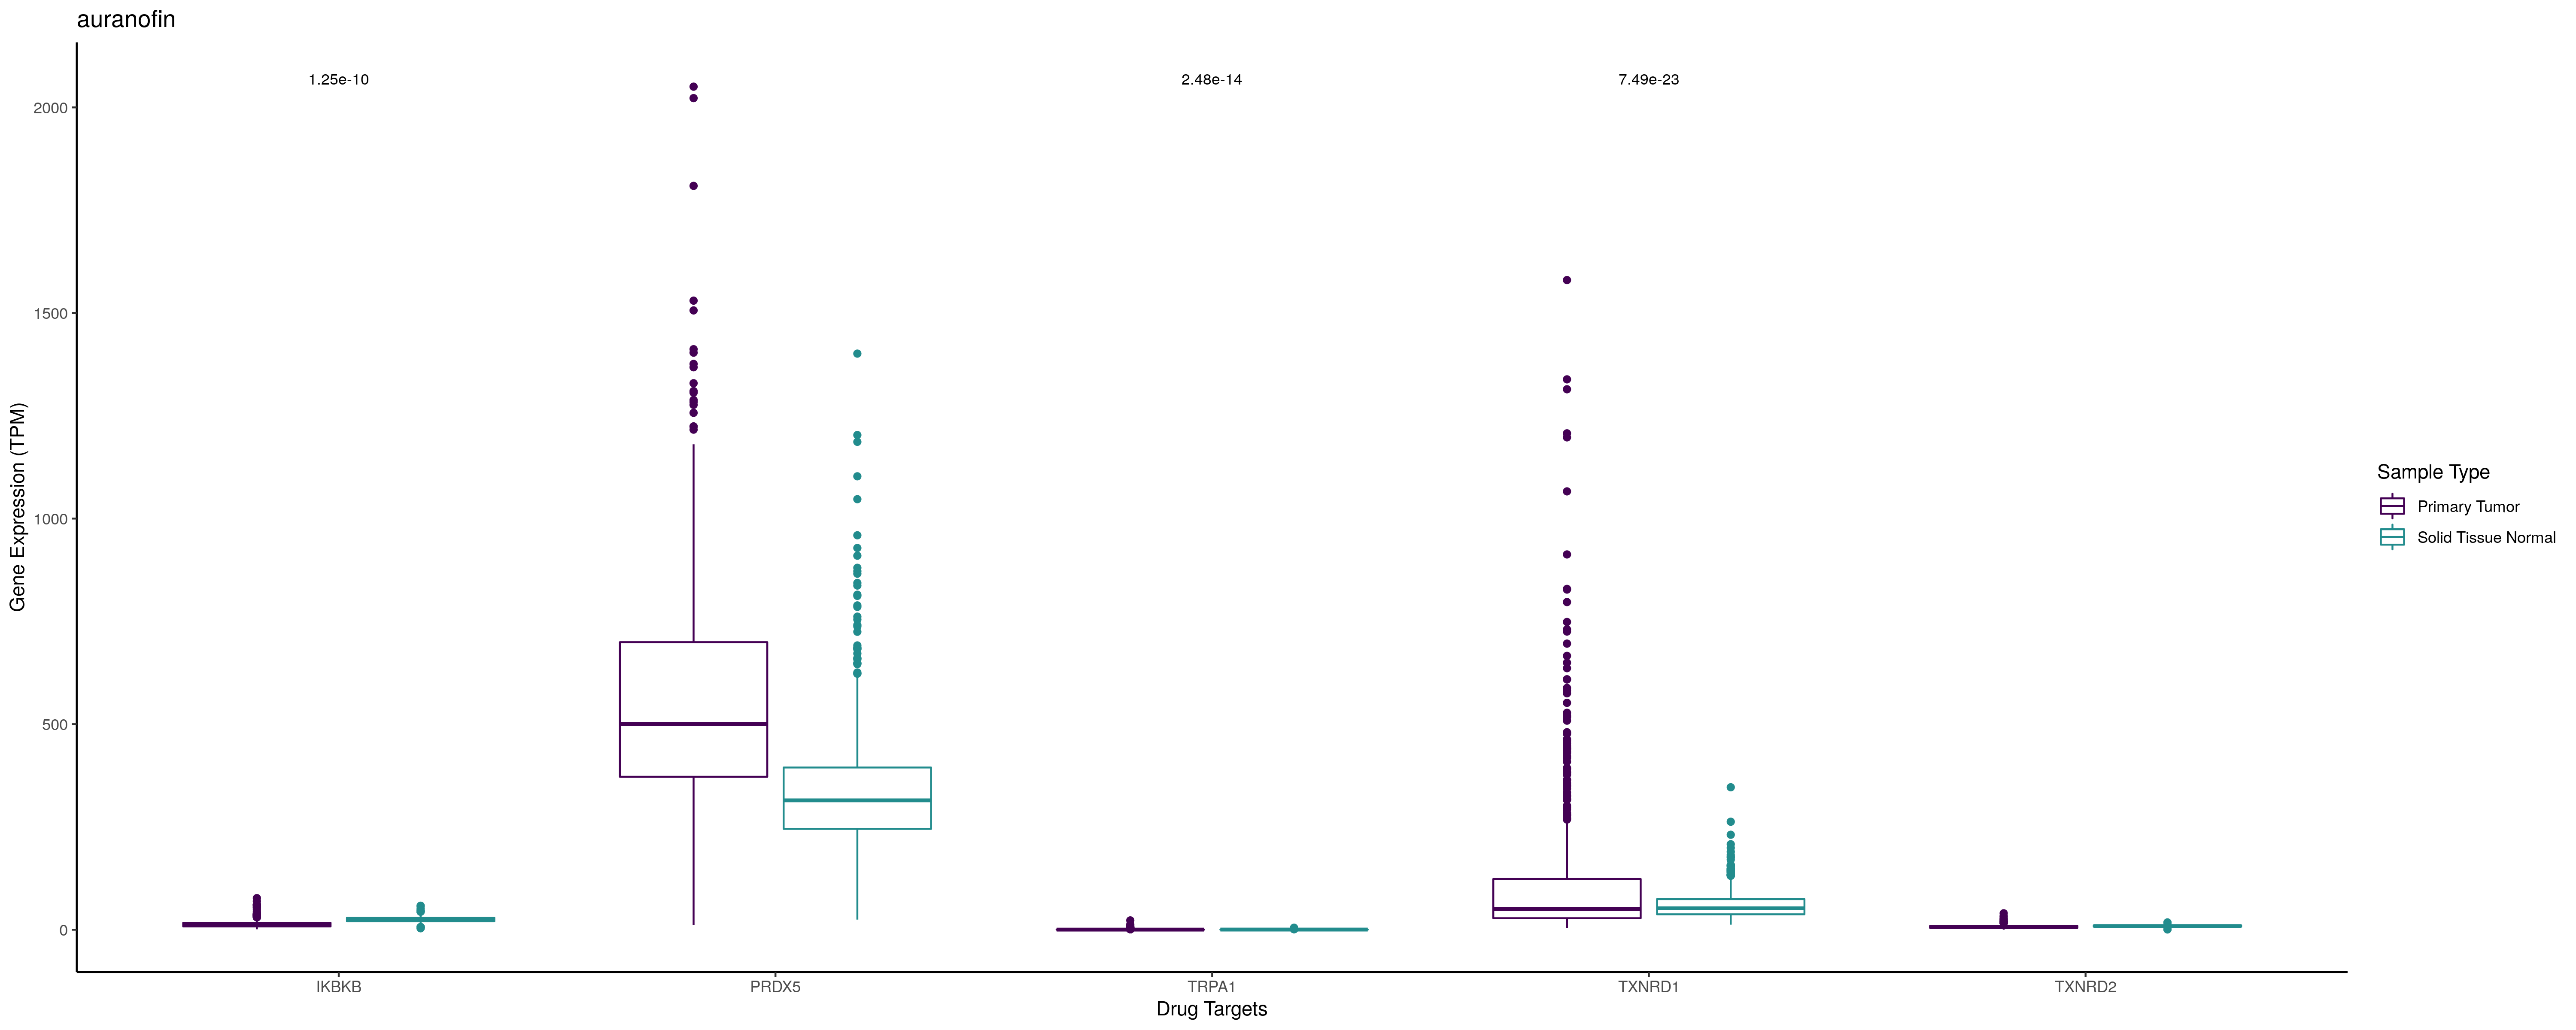 auranofin
1.25e-10
2.48e-14
7.49e-23
2000
1500
1000
500
0
Gene Expression (TPM)
IKBKB
PRDX5
TRPA1
TXNRD1
TXNRD2
Drug Targets
Sample Type
Primary Tumor
Solid Tissue Normal